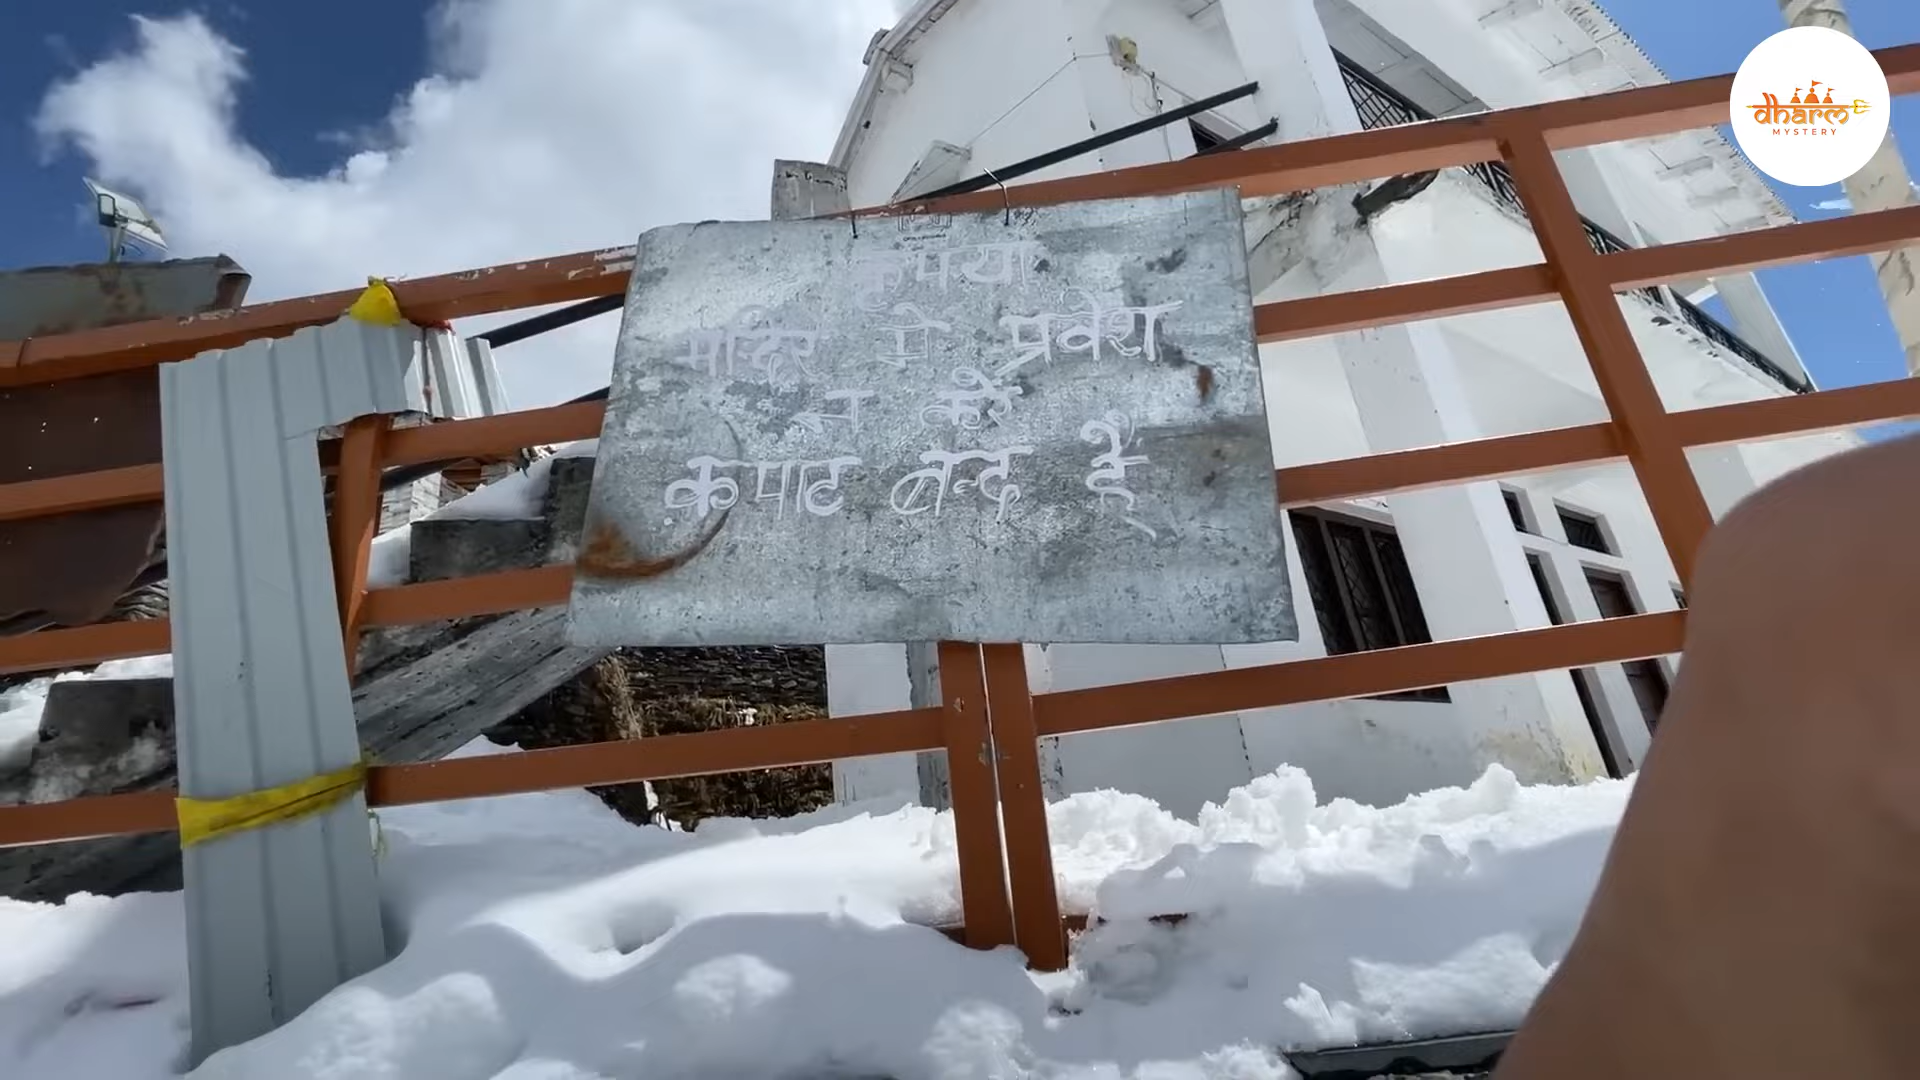 कृपया
मन्दिर में प्रवेश
न करें
कपाट बन्द हैं
dharm
MYSTERY